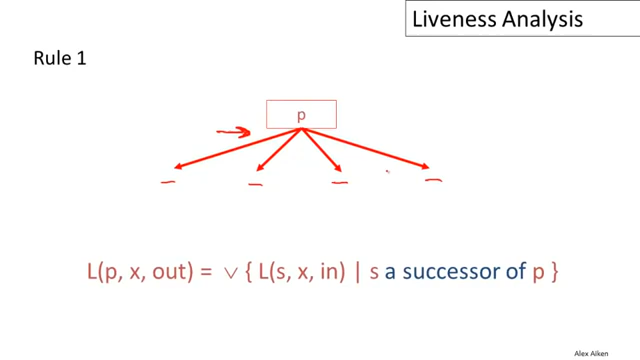 Liveness Analysis
Rule 1
p
L(p, x, out) = ∨ { L(s, x, in) | s a successor of p }
Alex Aiken